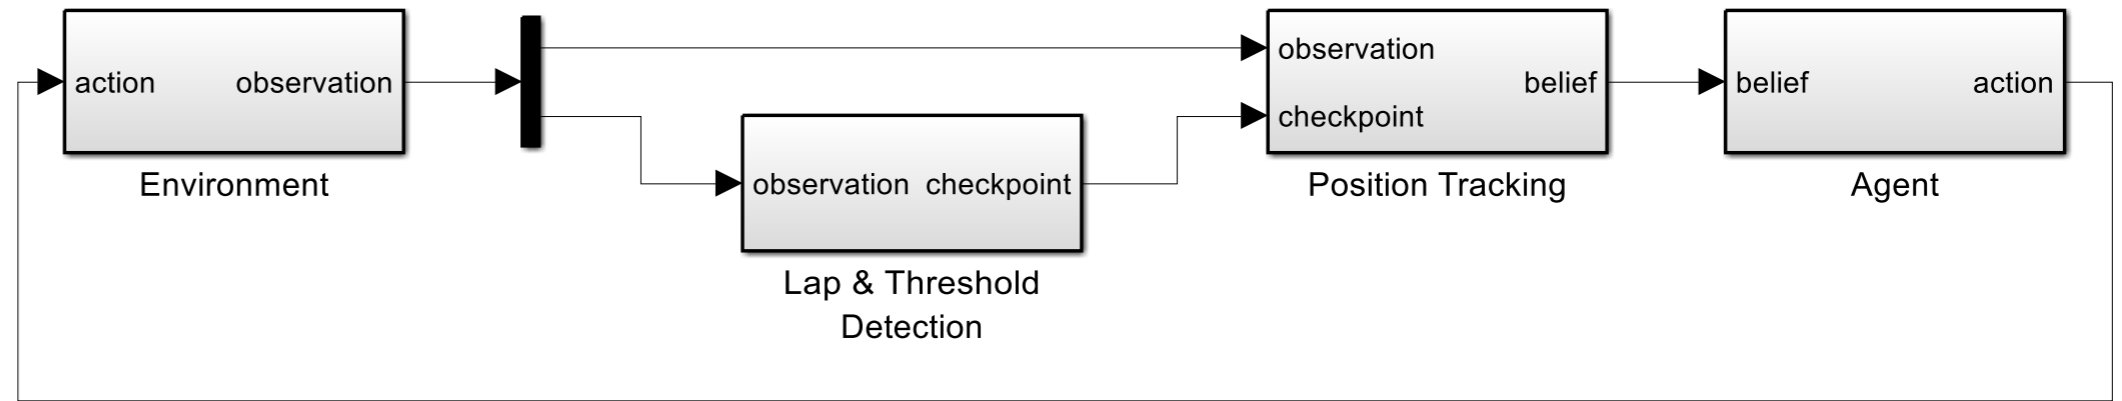 action
observation
Environment
observation
checkpoint
Lap & Threshold
Detection
observation
checkpoint
belief
Position Tracking
belief
action
Agent